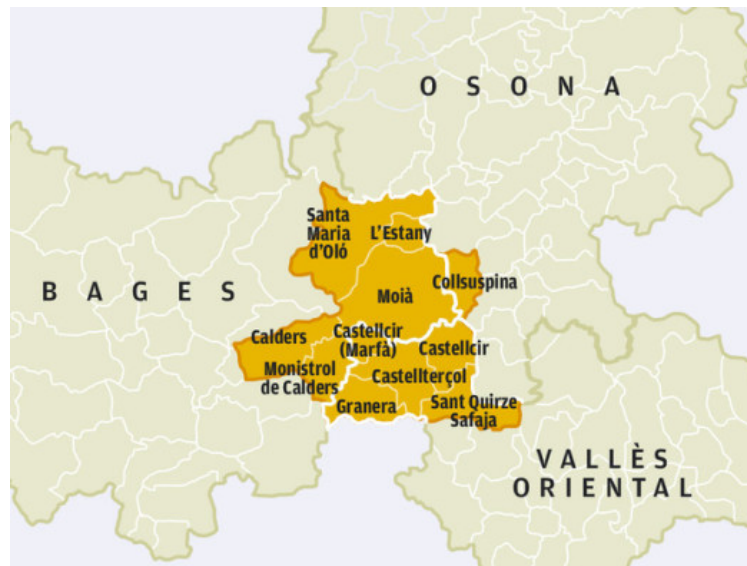 O S O N A
Santa
Maria
d'Oló
L'Estany
Collsuspina
B A G E S
Moià
Calders
Castellcir
(Marfà)
Castellcir
Monistrol
de Calders
Castellterçol
Granera
Sant Quirze
Safaja
VALLÈS
ORIENTAL